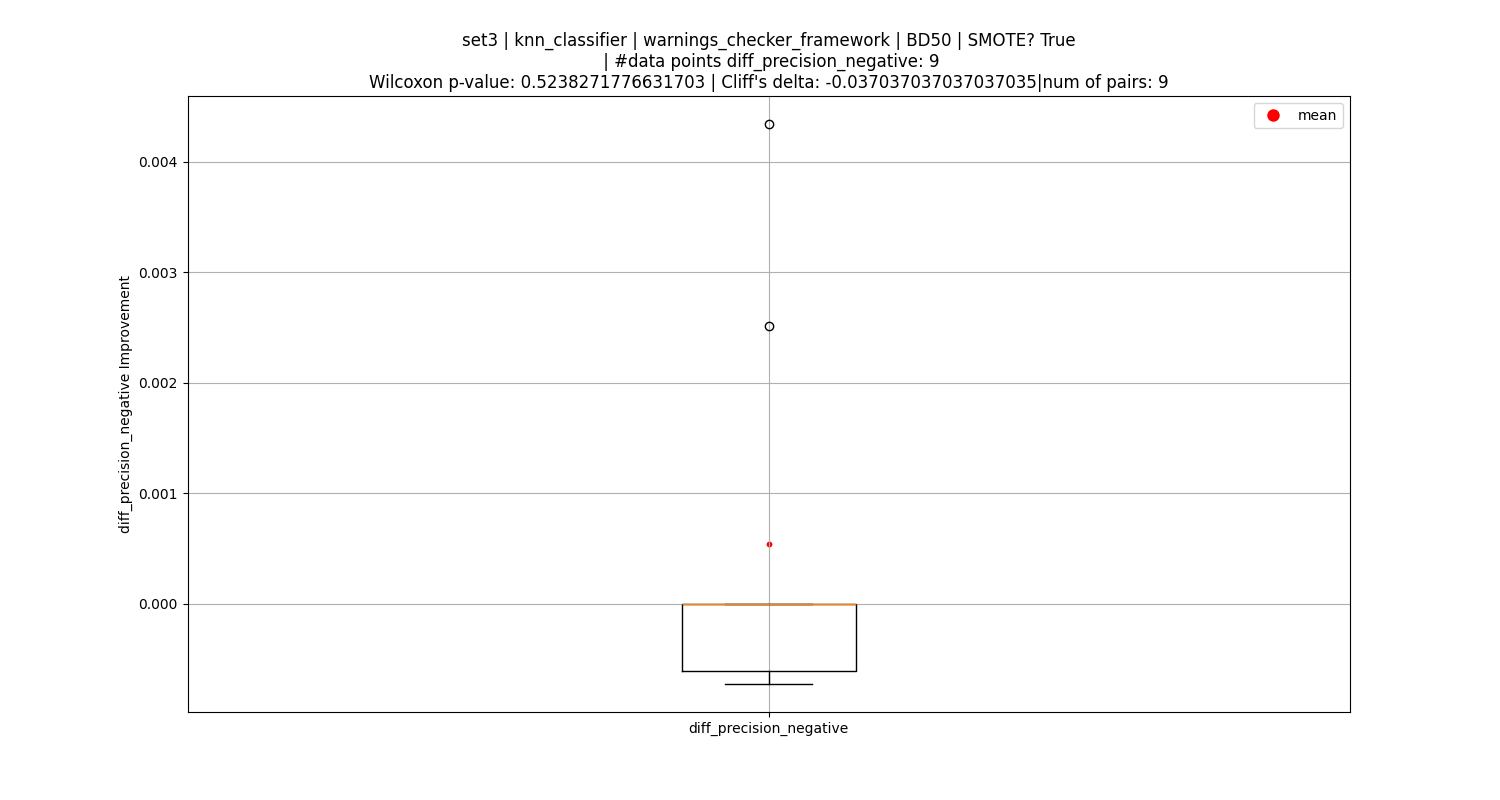 set3 | knn_classifier | warnings_checker_framework | BD50 | SMOTE? True
| #data points diff_precision_negative: 9
Wilcoxon p-value: 0.5238271776631703 | Cliff's delta: -0.037037037037037035|num of pairs: 9
mean
0.004
0.003
0.002
0.001
0.000
diff_precision_negative Improvement
diff_precision_negative